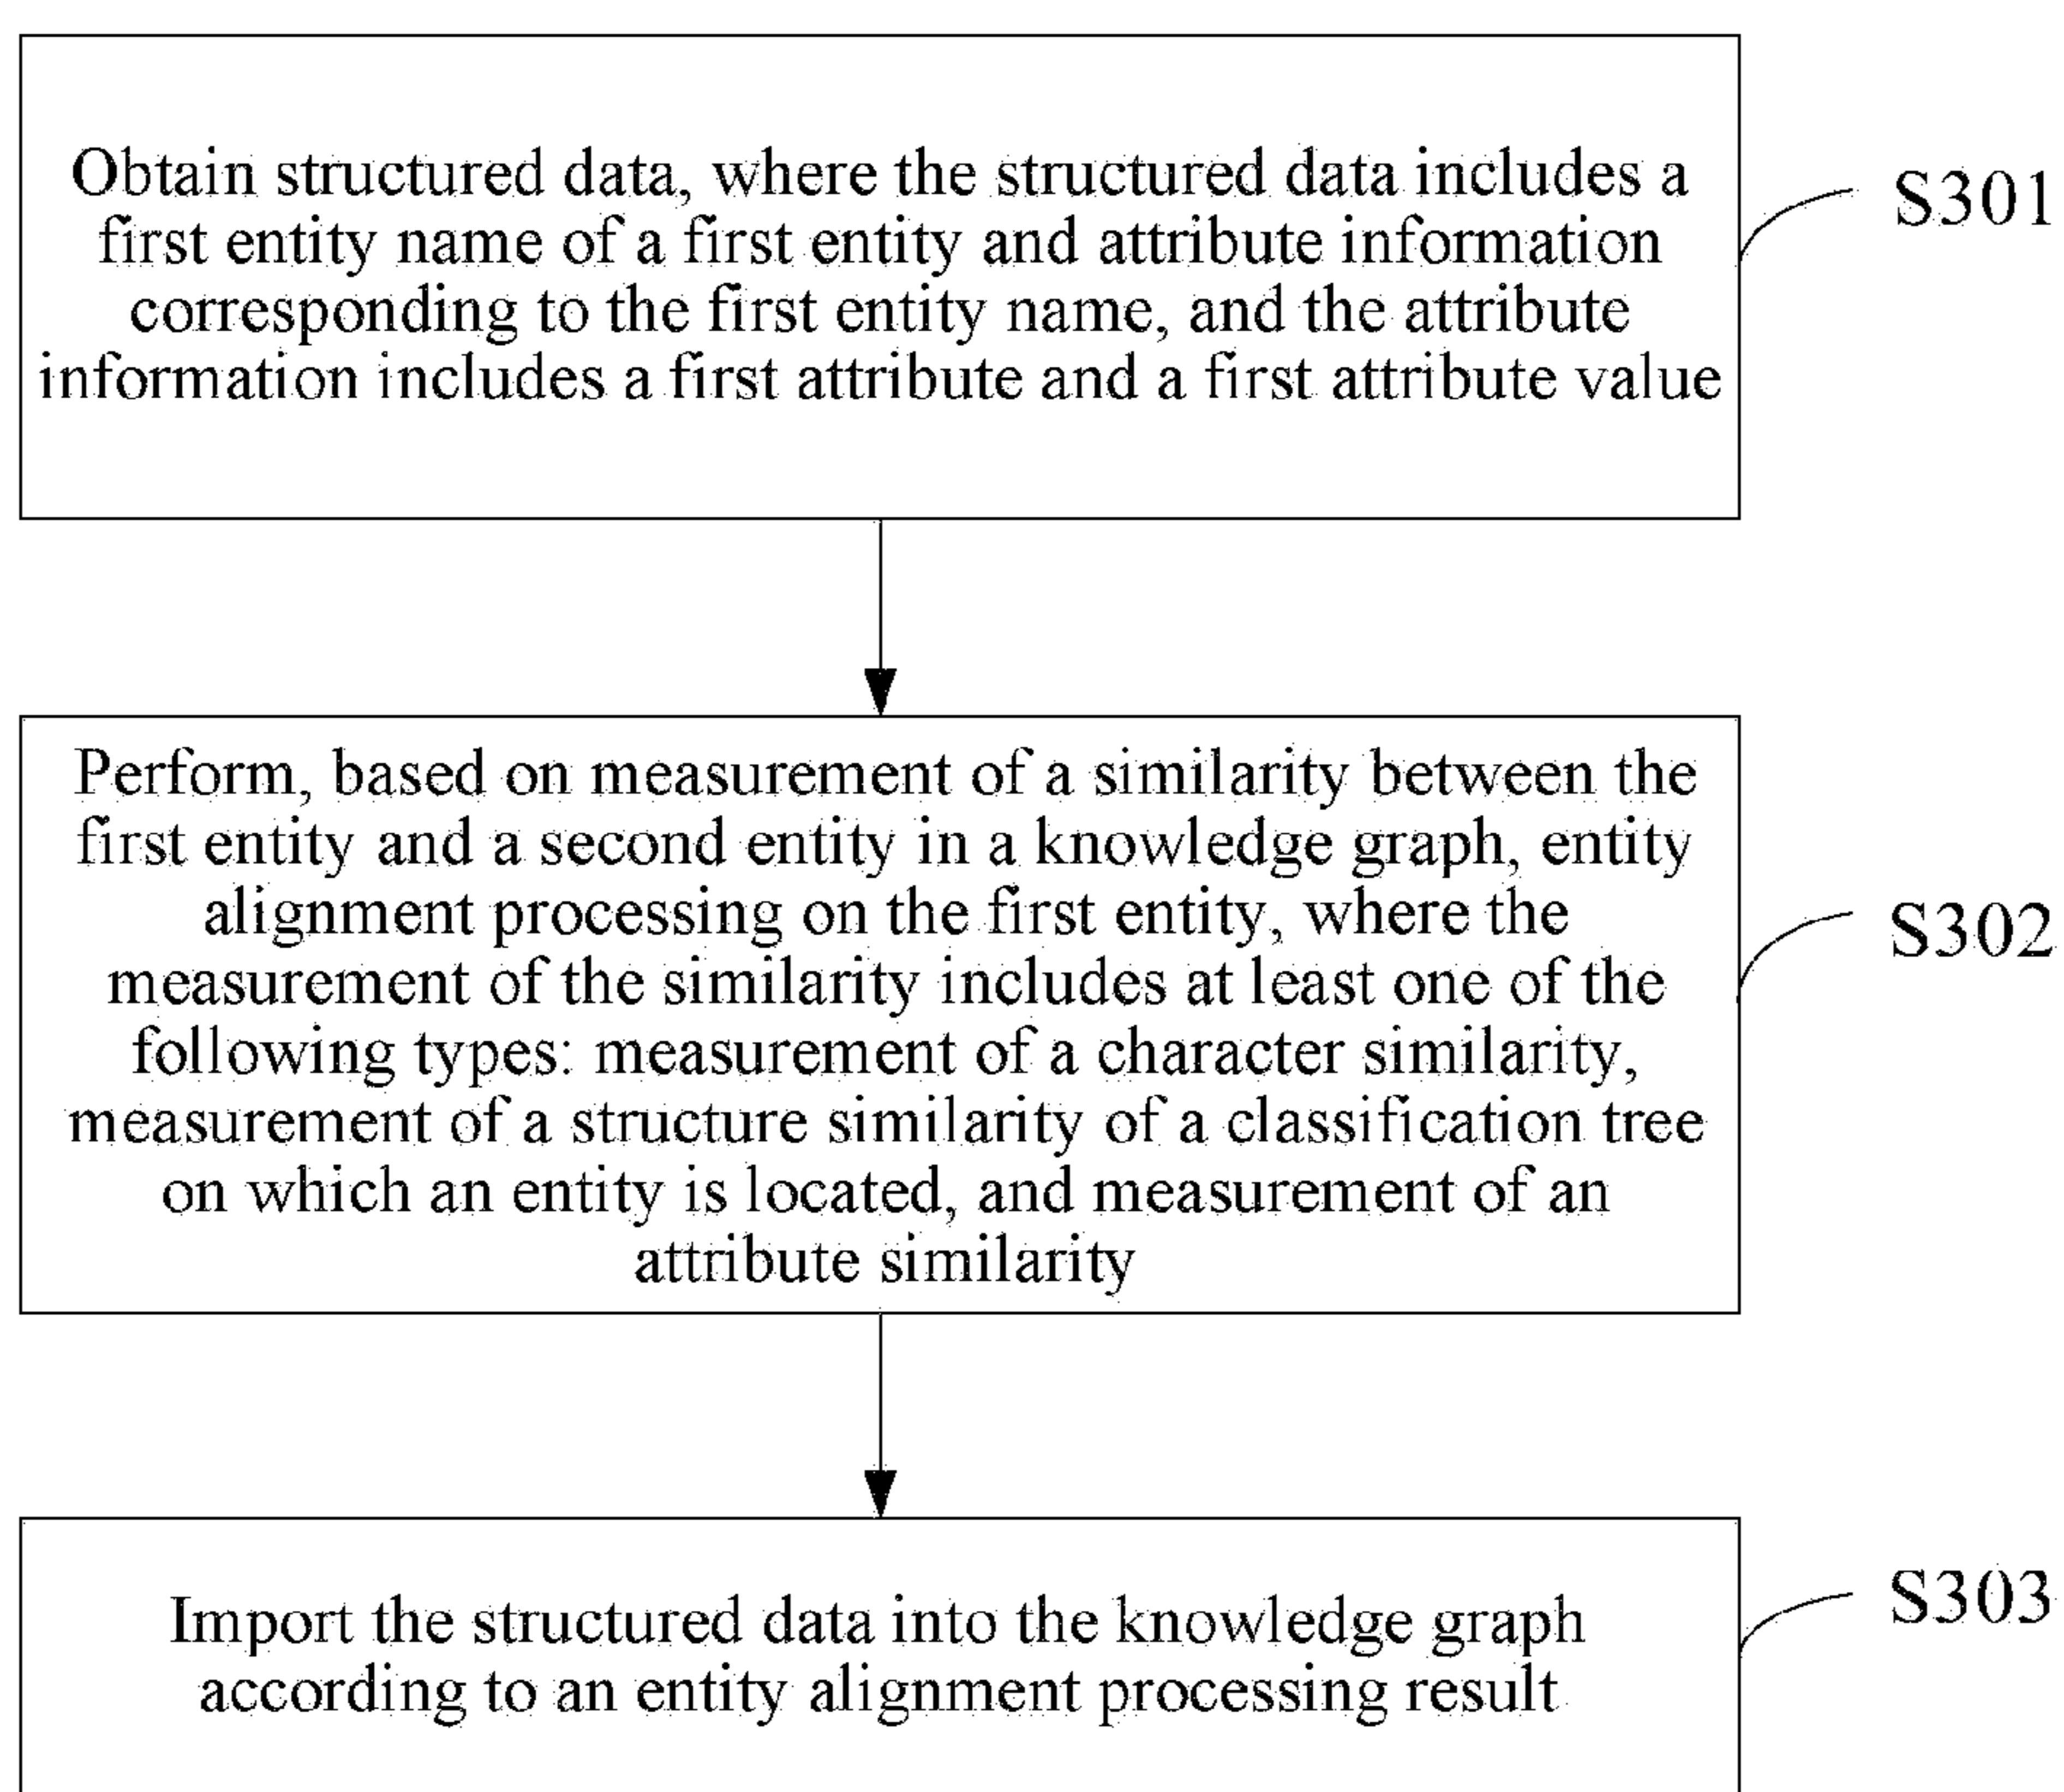 Obtain structured data, where the structured data includes a
first entity name of a first entity and attribute information
corresponding to the first entity name, and the attribute
information includes a first attribute and a first attribute value
S301
Perform, based on measurement of a similarity between the
first entity and a second entity in a knowledge graph, entity
alignment processing on the first entity, where the
measurement of the similarity includes at least one of the
following types: measurement of a character similarity,
measurement of a structure similarity of a classification tree
on which an entity is located, and measurement of an
attribute similarity
S302
Import the structured data into the knowledge graph
according to an entity alignment processing result
S303